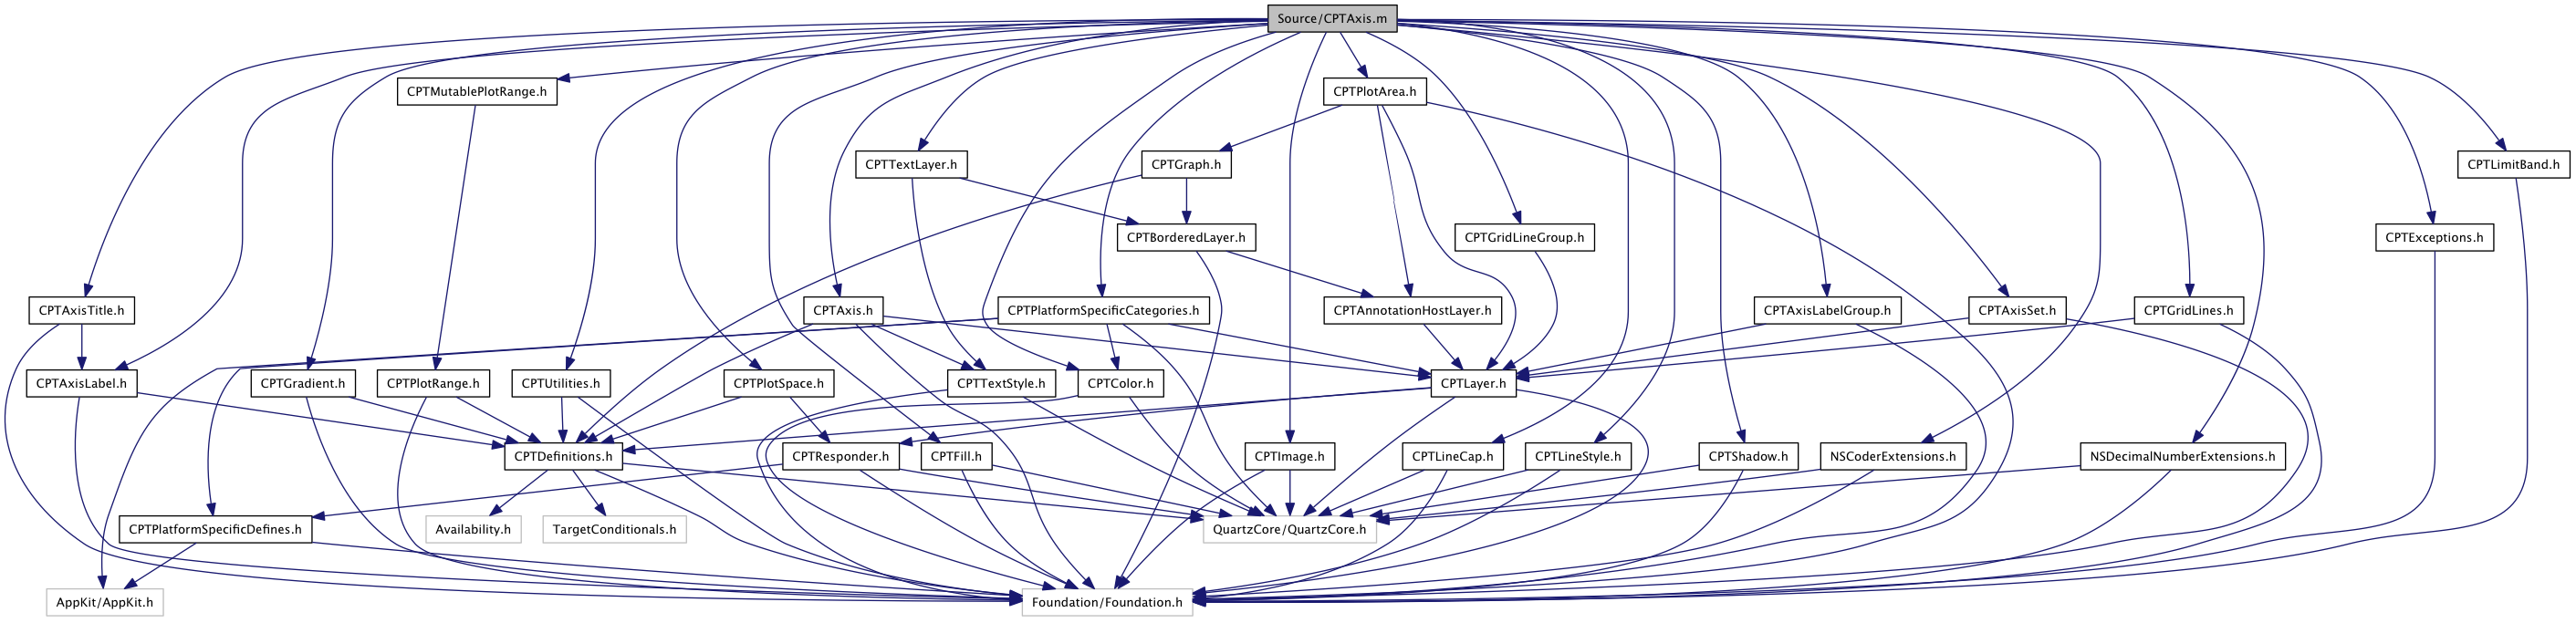 Source/CPTAxis.m
CPTMutablePlotRange.h
CPTPlotArea.h
CPTTextLayer.h
CPTGraph.h
CPTLimitBand.h
CPTBorderedLayer.h
CPTGridLineGroup.h
CPTExceptions.h
CPTAxisTitle.h
CPTAxis.h
CPTPlatformSpecificCategories.h
CPTAnnotationHostLayer.h
CPTAxisLabelGroup.h
CPTAxisSet.h
CPTGridLines.h
CPTAxisLabel.h
CPTGradient.h
CPTPlotRange.h
CPTUtilities.h
CPTPlotSpace.h
CPTTextStyle.h
CPTColor.h
CPTLayer.h
CPTDefinitions.h
CPTResponder.h
CPTFill.h
CPTImage.h
CPTLineCap.h
CPTLineStyle.h
CPTShadow.h
NSCoderExtensions.h
NSDecimalNumberExtensions.h
CPTPlatformSpecificDefines.h
Availability.h
TargetConditionals.h
QuartzCore/QuartzCore.h
AppKit/AppKit.h
Foundation/Foundation.h